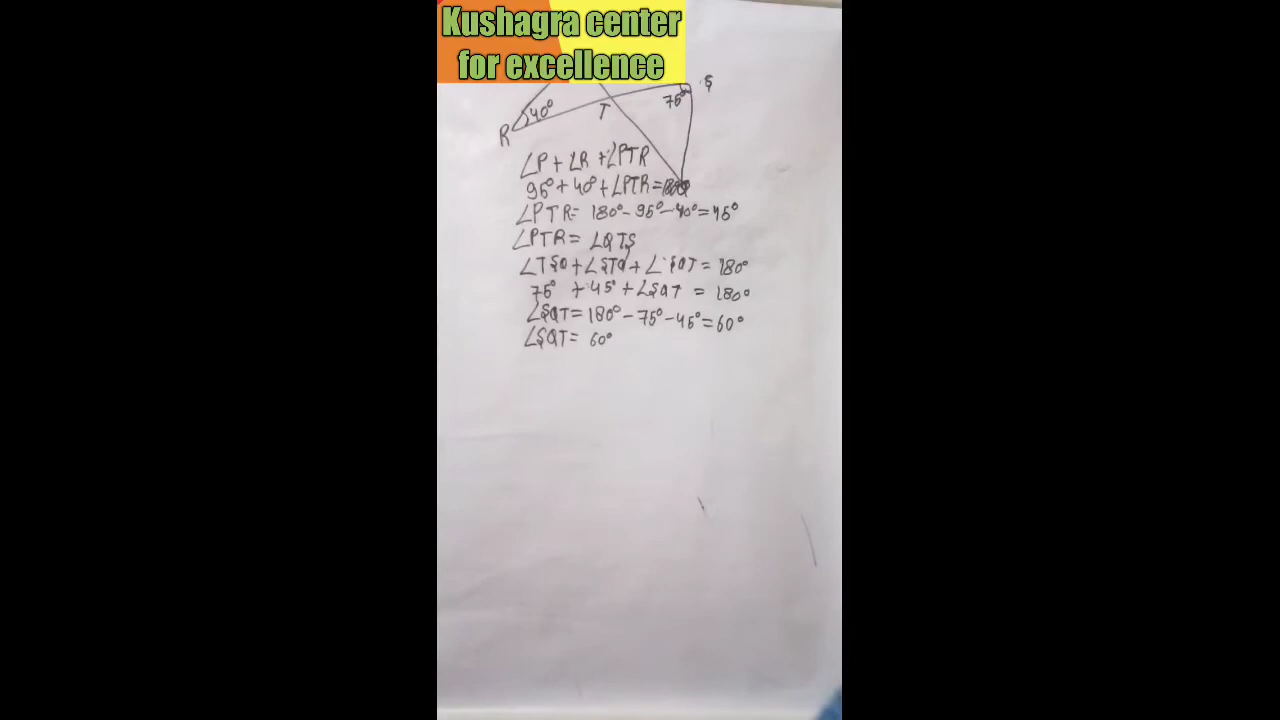 Kushagra center
for excellence
S
75°
40°
T
R
∠P + ∠R + ∠PTR
95° + 40° + ∠PTR = 180°
∠PTR = 180° - 95° - 40° = 45°
∠PTR = ∠QTS
∠TSQ + ∠STQ + ∠SQT = 180°
75° + 45° + ∠SQT = 180°
∠SQT = 180° - 75° - 45° = 60°
∠SQT = 60°